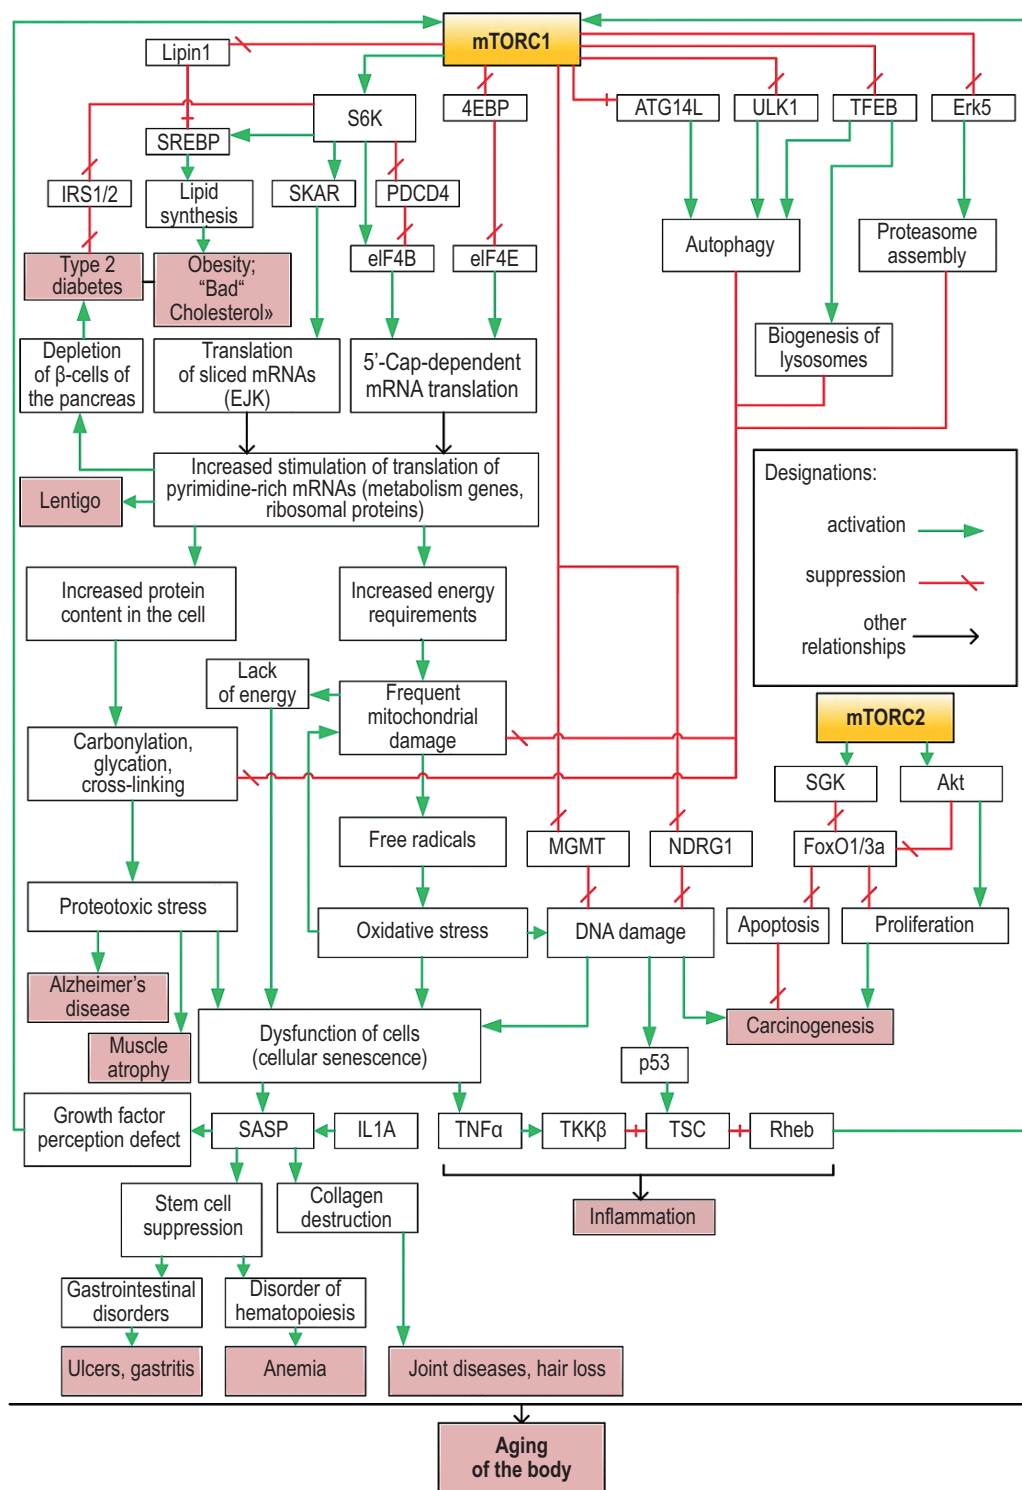 mTORC1
Lipin1
S6K
4EBP
ATG14L
ULK1
TFEB
Erk5
SREBP
IRS1/2
Lipid
synthesis
SKAR
PDCD4
eIF4B
eIF4E
Autophagy
Proteasome
assembly
Type 2
diabetes
Obesity;
“Bad“
Cholesterol»
Biogenesis of
lysosomes
Depletion
of β-cells of
the pancreas
Translation
of sliced mRNAs
(EJK)
5’-Cap-dependent
mRNA translation
Increased stimulation of translation of
pyrimidine-rich mRNAs (metabolism genes,
ribosomal proteins)
Lentigo
Designations:
activation
suppression
other
relationships
Increased protein
content in the cell
Increased energy
requirements
Lack
of energy
Frequent
mitochondrial
damage
Carbonylation,
glycation,
cross-linking
mTORC2
SGK
Akt
Free radicals
MGMT
NDRG1
FoxO1/3a
Proteotoxic stress
Oxidative stress
DNA damage
Apoptosis
Proliferation
Alzheimer’s
disease
Muscle
atrophy
Dysfunction of cells
(cellular senescence)
Carcinogenesis
p53
Growth factor
perception defect
SASP
IL1A
TNFα
TKKβ
TSC
Rheb
Stem cell
suppression
Collagen
destruction
Inflammation
Gastrointestinal
disorders
Disorder of
hematopoiesis
Ulcers, gastritis
Anemia
Joint diseases, hair loss
Aging
of the body